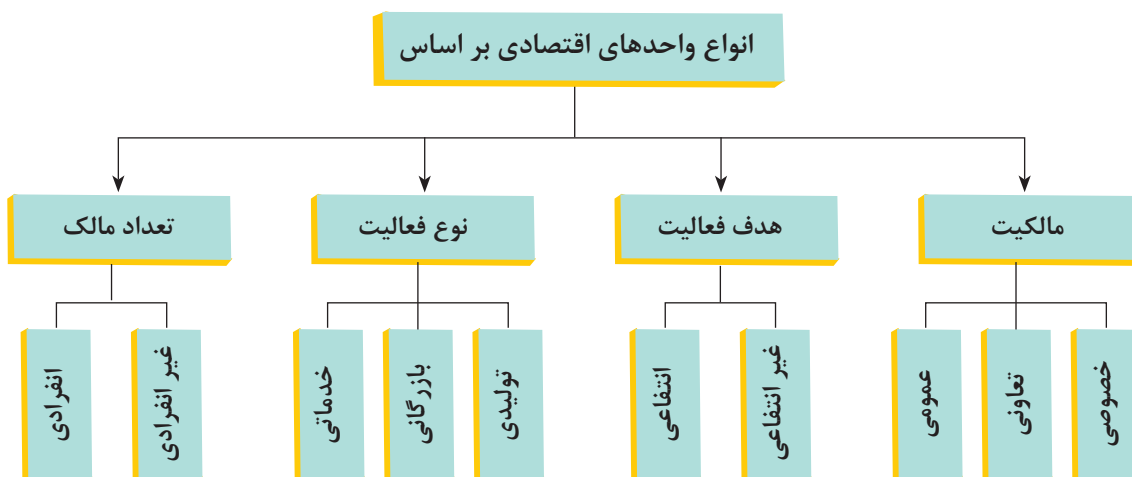 انواع واحدهای اقتصادی بر اساس
مالکیت
هدف فعالیت
نوع فعالیت
تعداد مالک
خصوصی
تعاونی
عمومی
غیر انتفاعی
انتفاعی
تولیدی
بازرگانی
خدماتی
غیر انفرادی
انفرادی